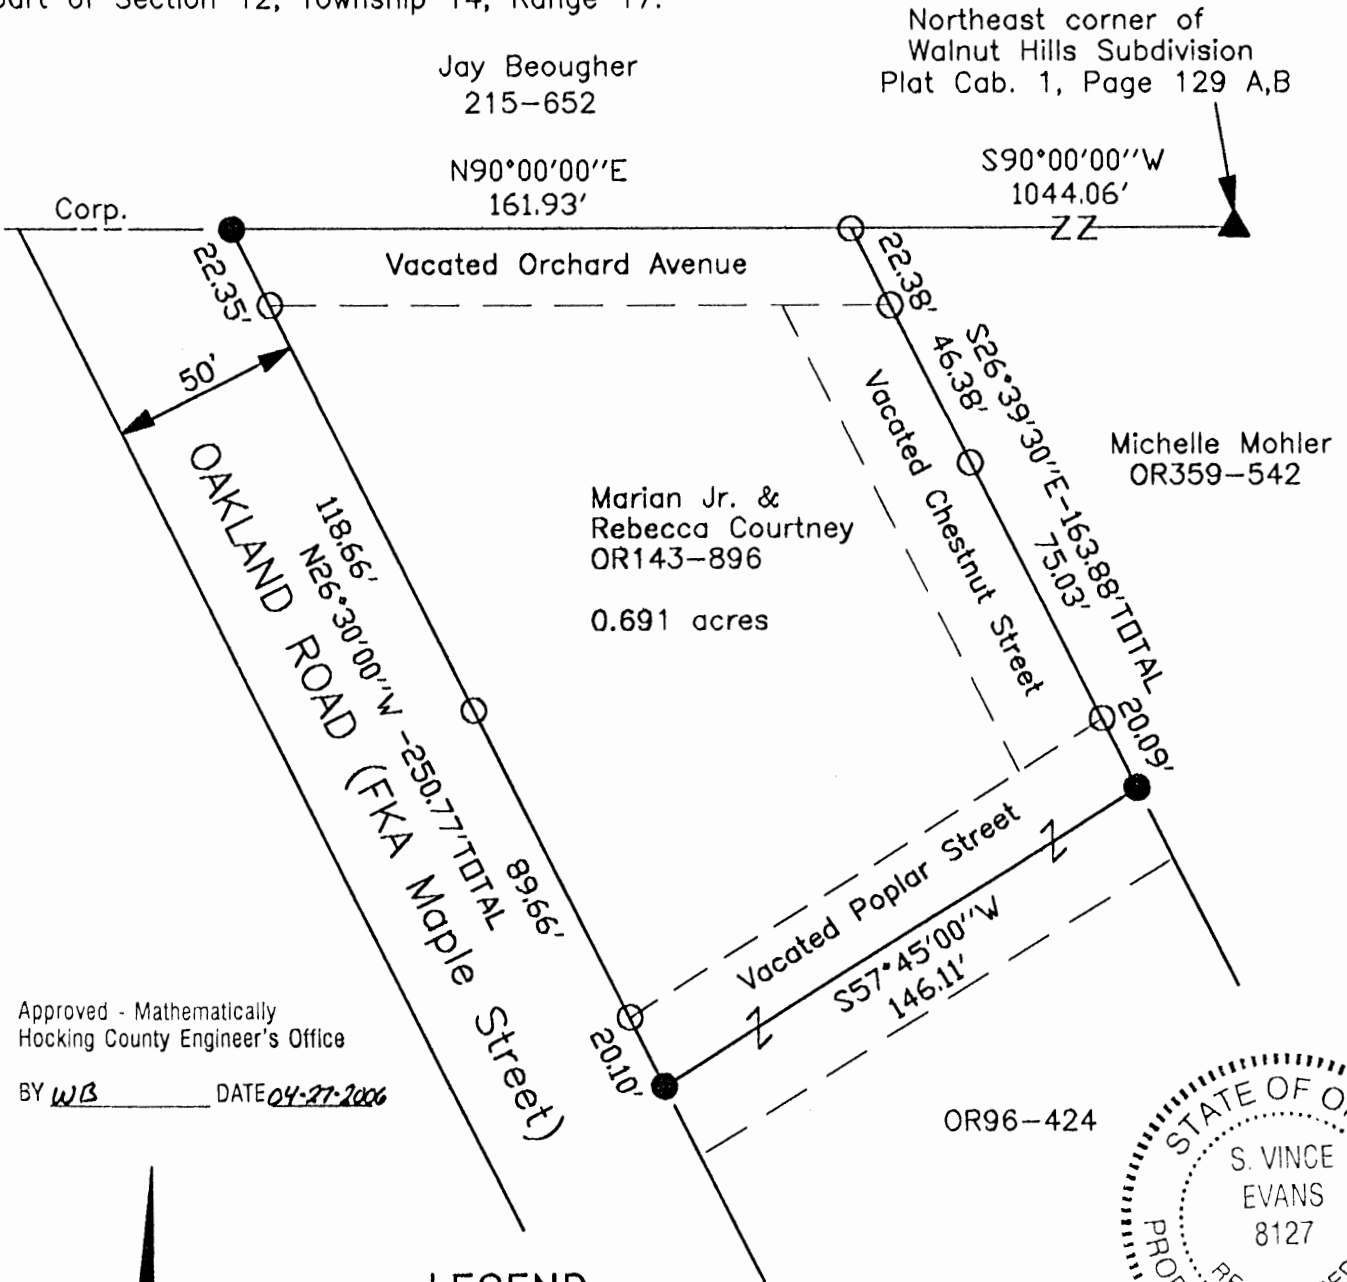 part of Section 12, Township 14, Range 17.
Northeast corner of
Walnut Hills Subdivision
Plat Cab. 1, Page 129 A,B
Jay Beougher
215-652
N90°00'00"E
161.93'
S90°00'00"W
1044.06'
Corp.
ZZ
22.35'
Vacated Orchard Avenue
22.38'
50'
46.38'
S26°39'30"E-163.88'TOTAL
75.03'
Vacated Chestnut Street
Michelle Mohler
OR359-542
Marian Jr. &
Rebecca Courtney
OR143-896
0.691 acres
118.66'
N26°30'00"W -250.77'TOTAL
OAKLAND ROAD (FKA Maple Street)
89.66'
20.09'
Vacated Poplar Street
Z
Z
S57°45'00"W
146.11'
20.10'
Approved - Mathematically
Hocking County Engineer's Office
BY WB DATE 04-27-2006
OR96-424
STATE OF O
S. VINCE
EVANS
8127
LEGEND